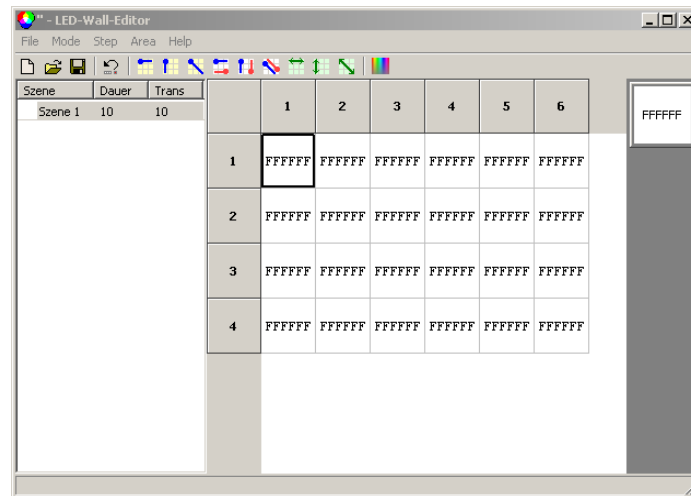 '' - LED-Wall-Editor
File Mode Step Area Help
Szene Dauer Trans
Szene 1 10 10
1 2 3 4 5 6
1 FFFFFF FFFFFF FFFFFF FFFFFF FFFFFF FFFFFF
2 FFFFFF FFFFFF FFFFFF FFFFFF FFFFFF FFFFFF
3 FFFFFF FFFFFF FFFFFF FFFFFF FFFFFF FFFFFF
4 FFFFFF FFFFFF FFFFFF FFFFFF FFFFFF FFFFFF
FFFFFF